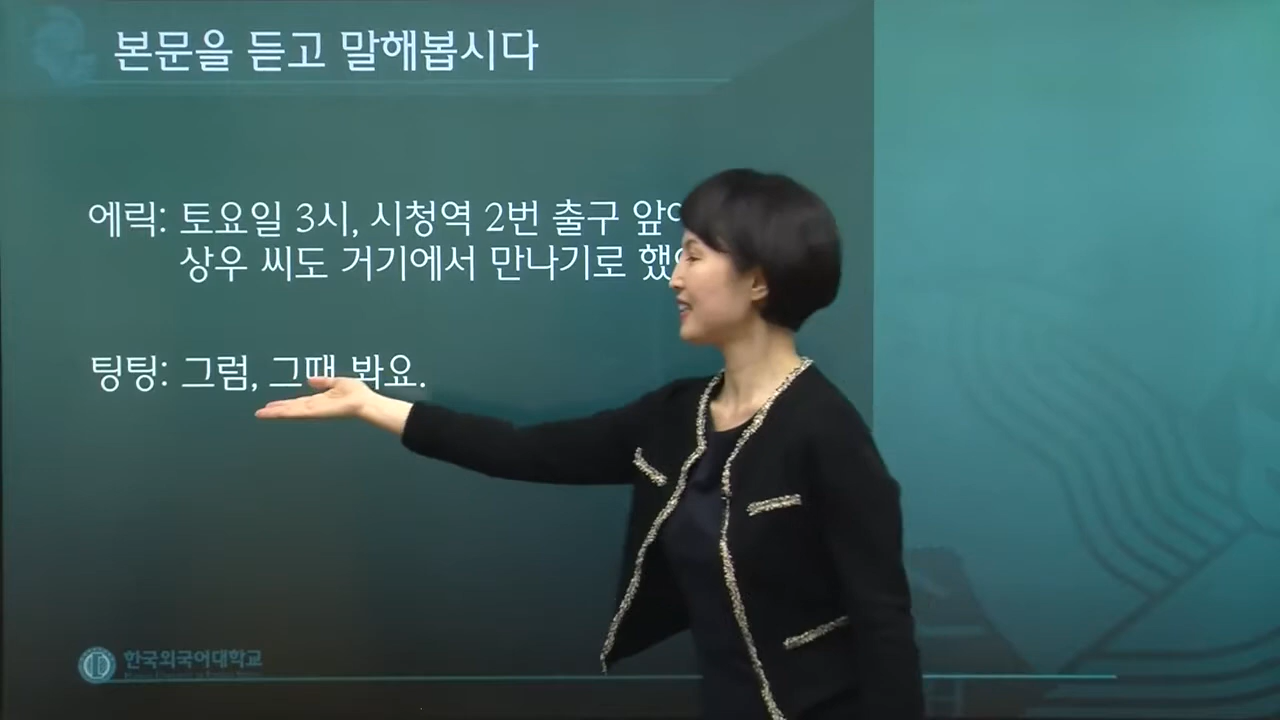 본문을 듣고 말해봅시다
에릭: 토요일 3시, 시청역 2번 출구 앞
상우 씨도 거기에서 만나기로
팅팅: 그럼, 그때 봐요.
한국외국어대학교